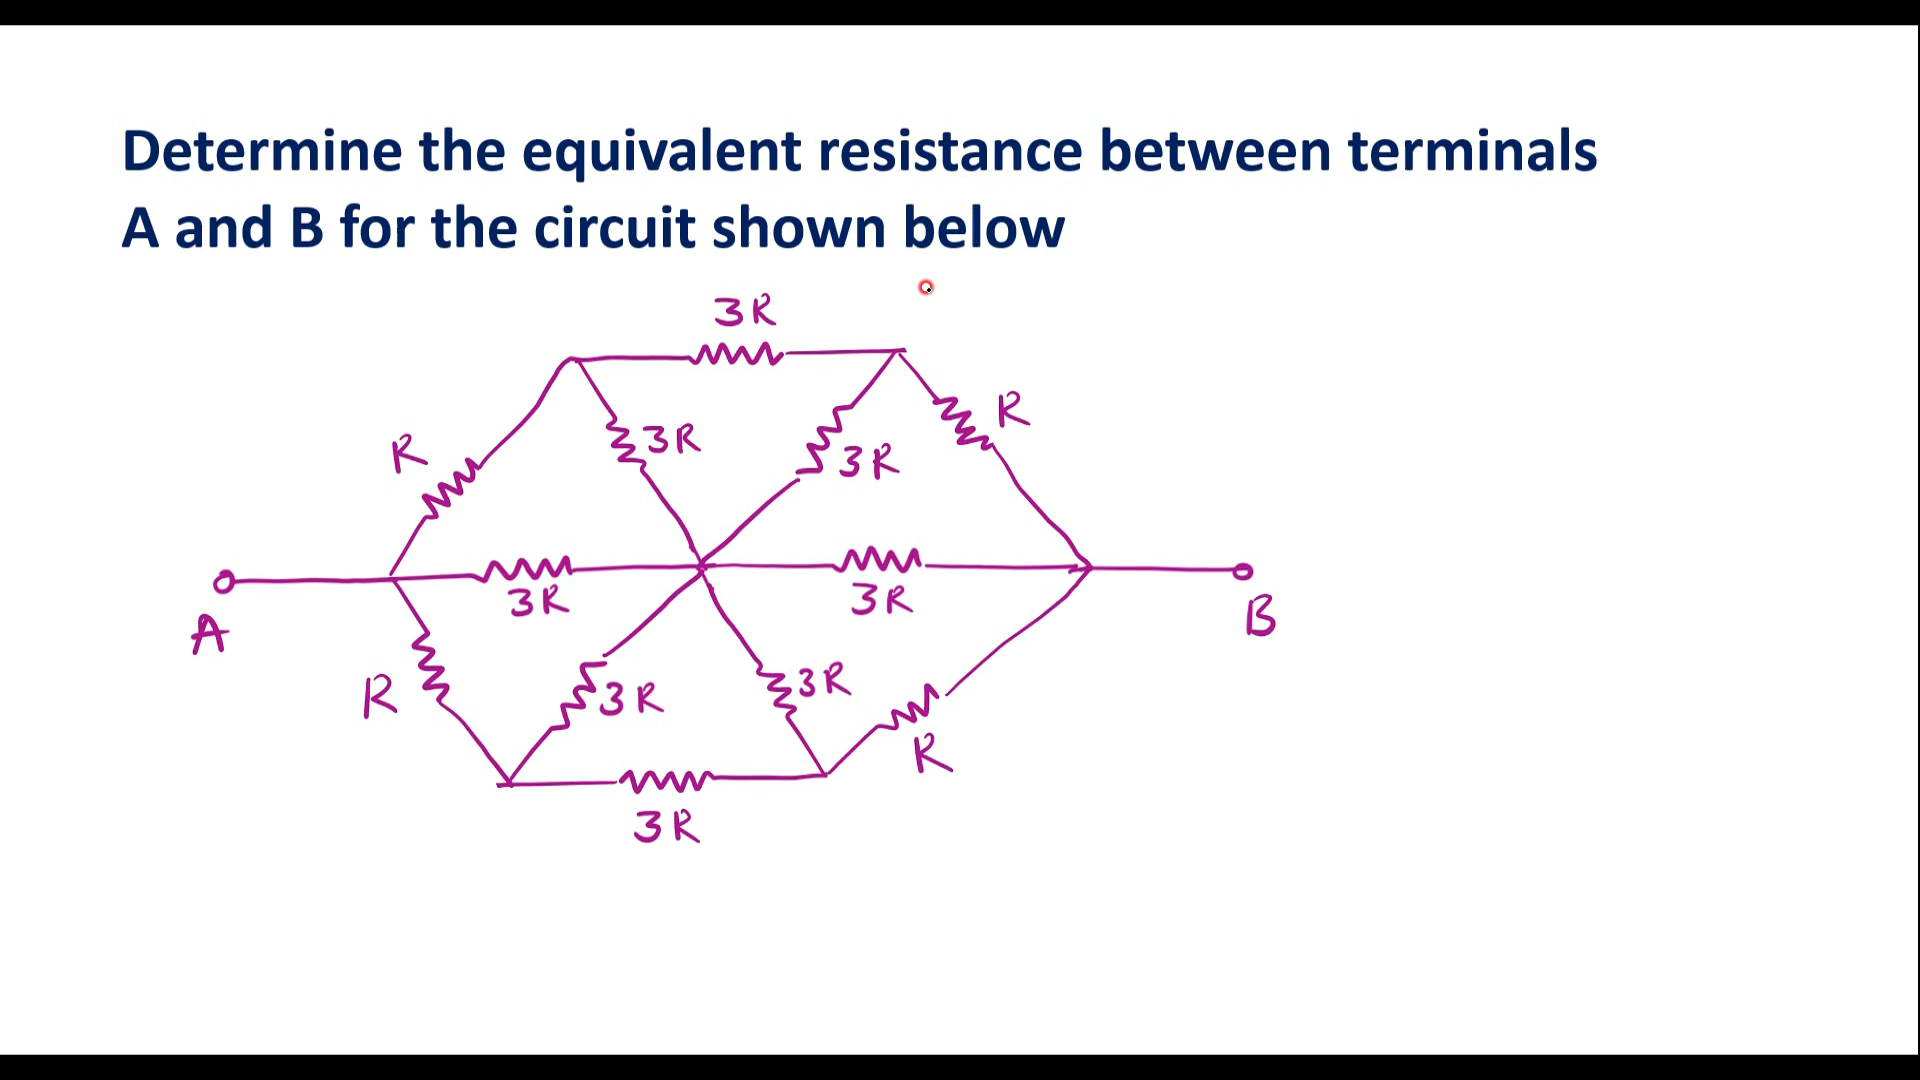 Determine the equivalent resistance between terminals
A and B for the circuit shown below
3R
R
R
3R
3R
3R
3R
A
B
R
3R
3R
R
3R